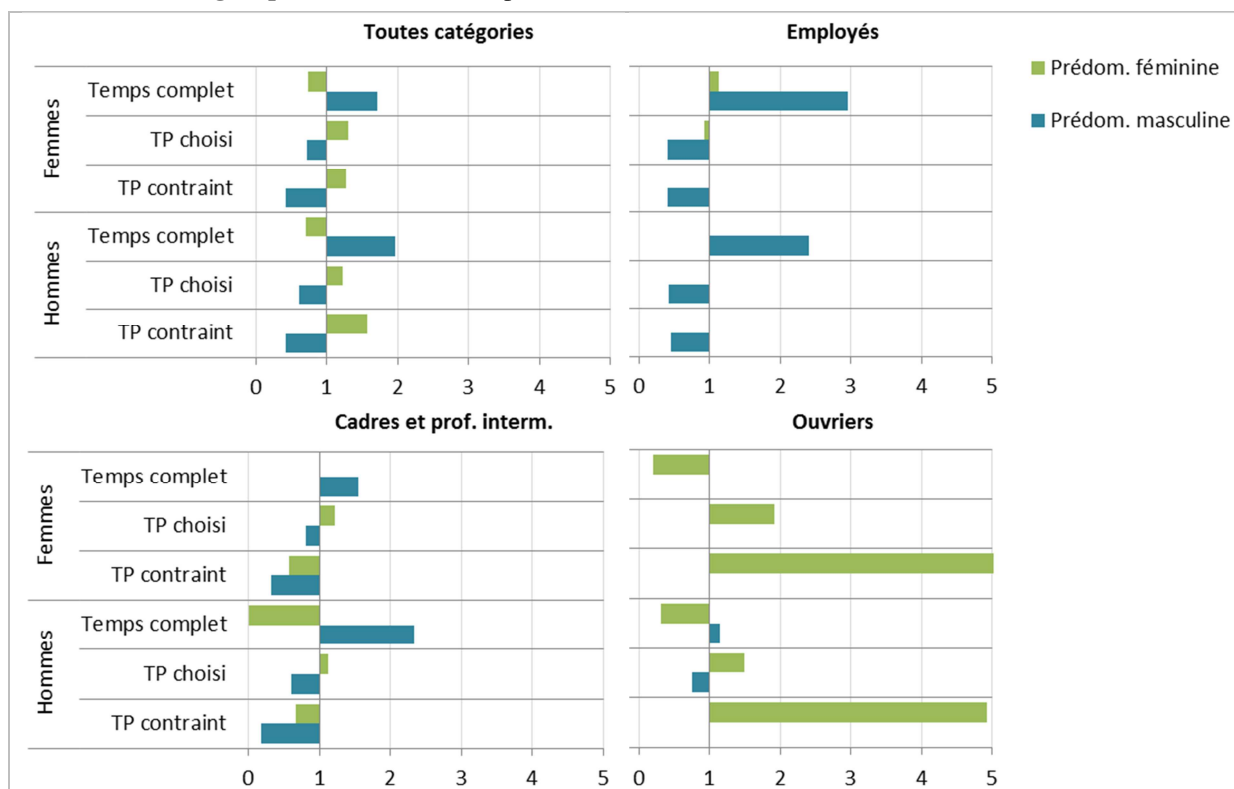 Toutes catégories
Employés
Prédom. féminine
Prédom. masculine
Femmes
Temps complet
TP choisi
TP contraint
Hommes
Temps complet
TP choisi
TP contraint
0 1 2 3 4 5
0 1 2 3 4 5
Cadres et prof. interm.
Ouvriers
Femmes
Temps complet
TP choisi
TP contraint
Hommes
Temps complet
TP choisi
TP contraint
0 1 2 3 4 5
0 1 2 3 4 5